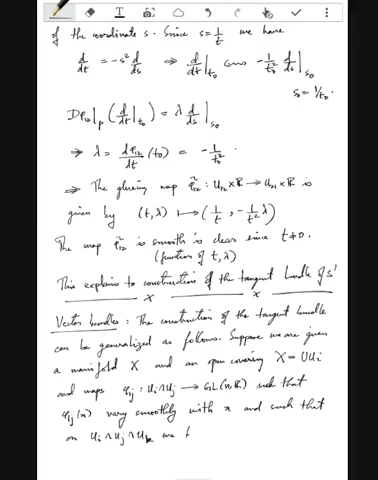 of the coordinate s. Since s = 1/t we have
d/dt = -s² d/ds ⇒ d/dt|t₀ ⟿ -1/t₀² d/ds|s₀
s₀ = 1/t₀
Dφ₁₂|p (d/dt|t₀) = λ d/ds|s₀
⇒ λ = dφ₁₂/dt (t₀) = -1/t₀² .
⇒ The gluing map φ̃₁₂ : U₁₂×ℝ → U₂₁×ℝ is
given by (t, λ) ↦ (1/t, -1/t² λ)
The map φ̃₁₂ is smooth is clear since t≠0.
(function of t, λ)
This explains to construction of the tangent bundle of S¹
x x
Vector bundles : The construction of the tangent bundle
can be generalized as follows. Suppose we are given
a manifold X and an open covering X = ∪Ui
and maps φij : Ui∩Uj → GL(n,ℝ) such that
φij(x) vary smoothly with x and such that
on Ui∩Uj∩Uk we